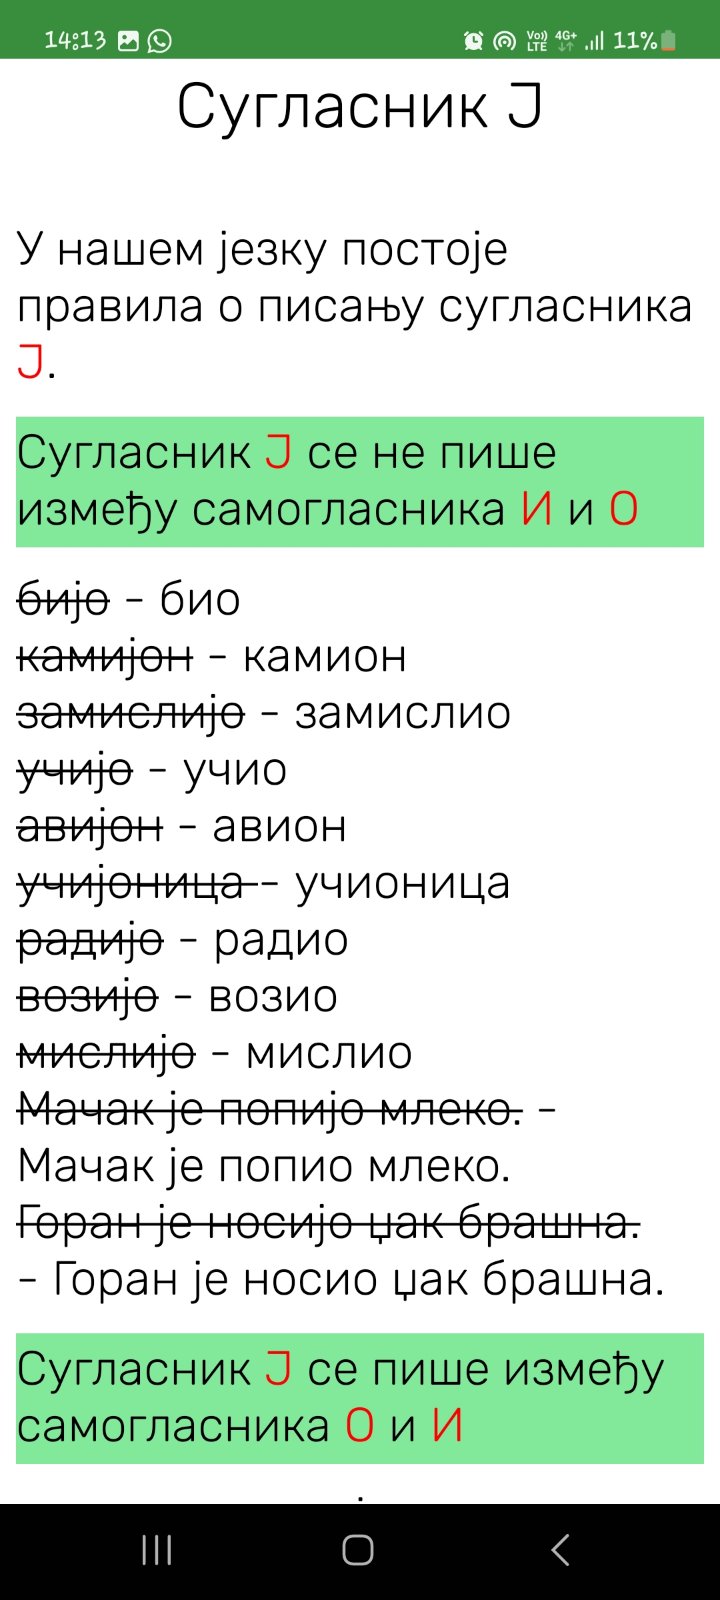 14:13 Vo)) LTE 4G+ 11%
Сугласник Ј
У нашем језку постоје
правила о писању сугласника
Ј.
Сугласник Ј се не пише
између самогласника И и О
бијо - био
камијон - камион
замислијо - замислио
учијо - учио
авијон - авион
учијоница - учионица
радијо - радио
возијо - возио
мислијо - мислио
Мачак је попијо млеко. -
Мачак је попио млеко.
Горан је носијо џак брашна.
- Горан је носио џак брашна.
Сугласник Ј се пише између
самогласника О и И